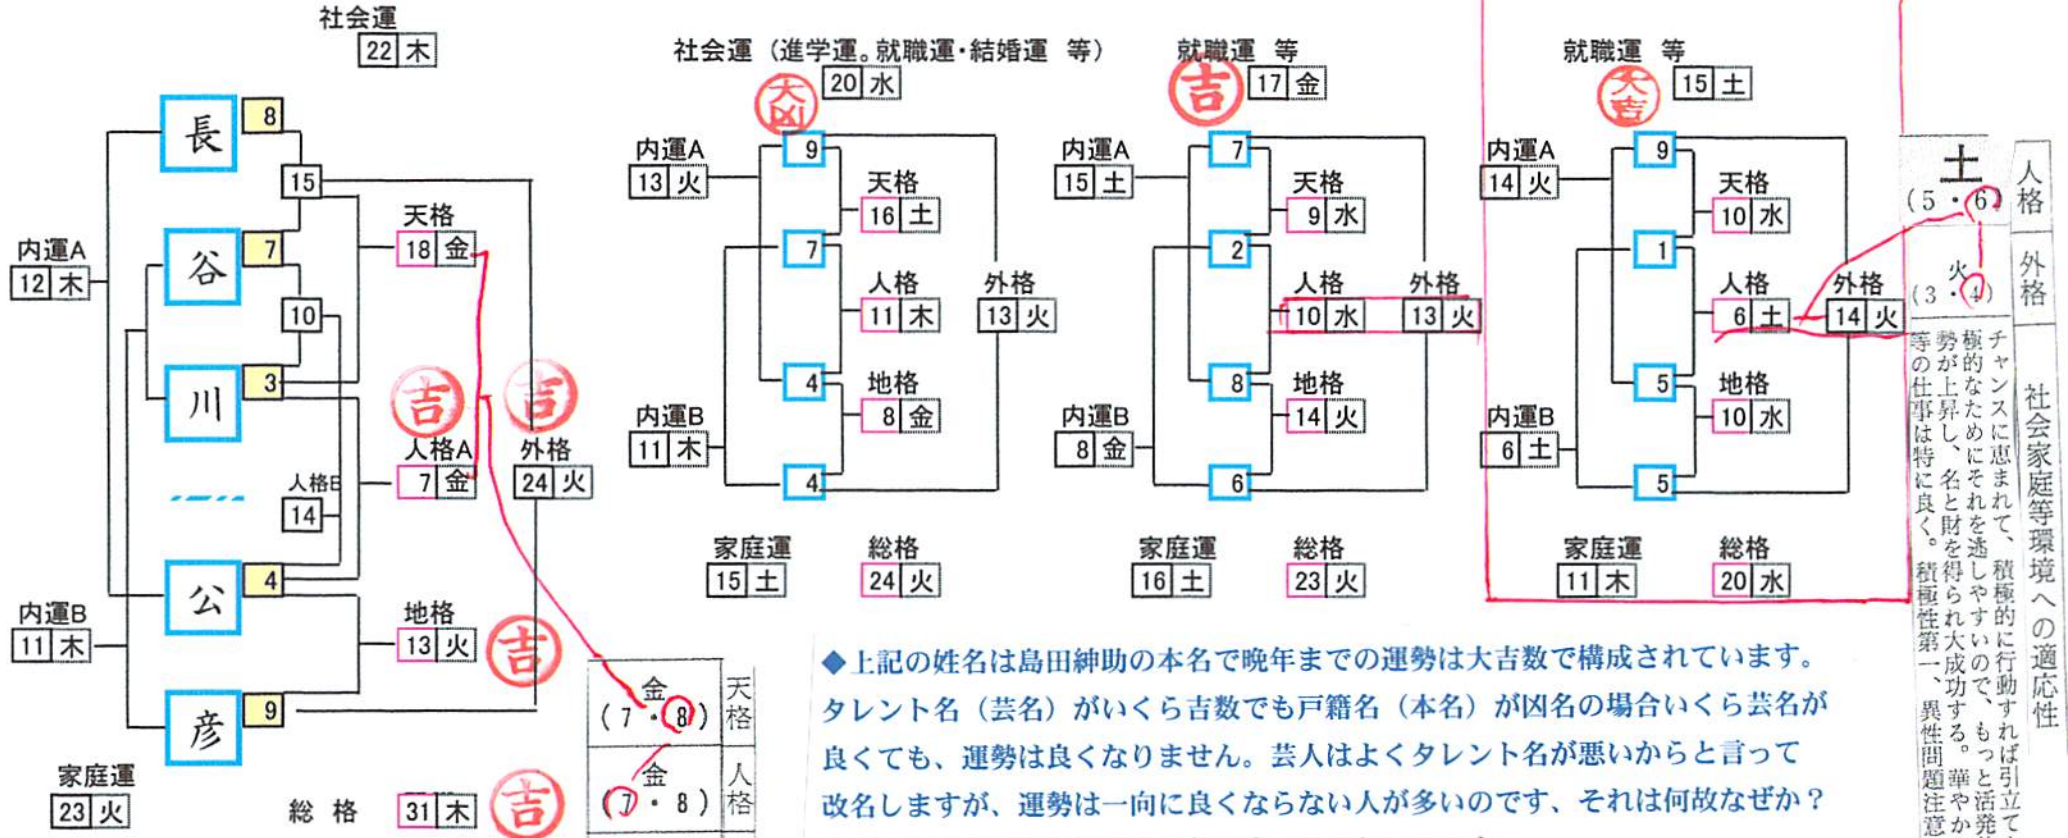 社会運
22 木
長 8
15
谷 7
10
川 3
人格B
14
公 4
彦 9
内運A
12 木
内運B
11 木
天格
18 金
吉
人格A
7 金
吉
外格
24 火
地格
13 火
吉
家庭運
23 火
総格
31 木
吉
金
(7・8)
天格
金
(7・8)
人格
社会運（進学運。就職運・結婚運 等）
大凶
20 水
内運A
13 火
9
7
4
4
天格
16 土
人格
11 木
地格
8 金
外格
13 火
内運B
11 木
家庭運
15 土
総格
24 火
就職運 等
吉
17 金
内運A
15 土
7
2
8
6
天格
9 水
人格
10 水
地格
14 火
外格
13 火
内運B
8 金
家庭運
16 土
総格
23 火
就職運 等
大吉
15 土
内運A
14 火
9
1
5
5
天格
10 水
人格
6 土
地格
10 水
外格
14 火
内運B
6 土
家庭運
11 木
総格
20 水
人格
土
(5・6)
外格
火
(3・4)
社会家庭等環境への適応性
チャンスに恵まれて、積極的に行動すれば引立て
極的なためにそれを逃しやすいので、もっと活発
勢が上昇し、名と財を得られ大成功する。華やか
等の仕事は特に良く。積極性第一、異性問題注意
◆上記の姓名は島田紳助の本名で晩年までの運勢は大吉数で構成されています。
タレント名（芸名）がいくら吉数でも戸籍名（本名）が凶名の場合いくら芸名が
良くても、運勢は良くなりません。芸人はよくタレント名が悪いからと言って
改名しますが、運勢は一向に良くならない人が多いのです、それは何故なぜか？